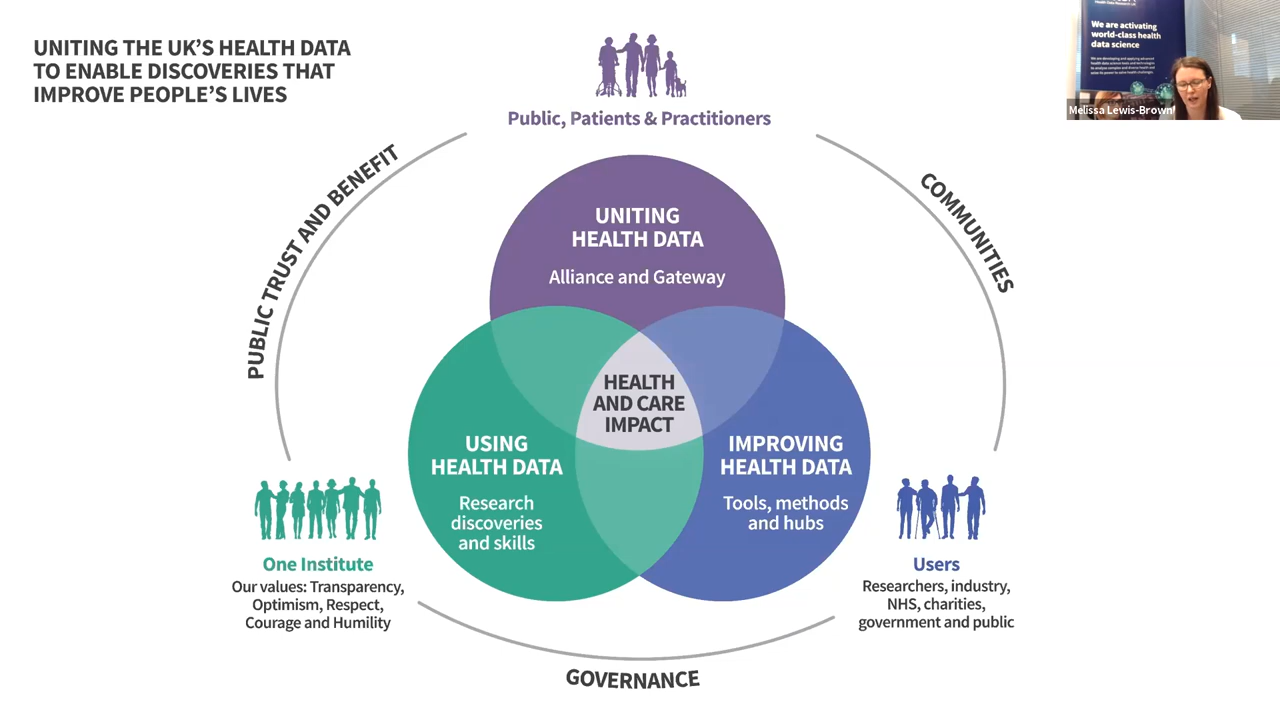 UNITING THE UK'S HEALTH DATA
TO ENABLE DISCOVERIES THAT
IMPROVE PEOPLE'S LIVES
We are activating
world-class health
data science
Melissa Lewis-Brown
Public, Patients & Practitioners
PUBLIC TRUST AND BENEFIT
COMMUNITIES
UNITING
HEALTH DATA
Alliance and Gateway
HEALTH
AND CARE
IMPACT
USING
HEALTH DATA
Research
discoveries
and skills
IMPROVING
HEALTH DATA
Tools, methods
and hubs
One Institute
Our values: Transparency,
Optimism, Respect,
Courage and Humility
Users
Researchers, industry,
NHS, charities,
government and public
GOVERNANCE